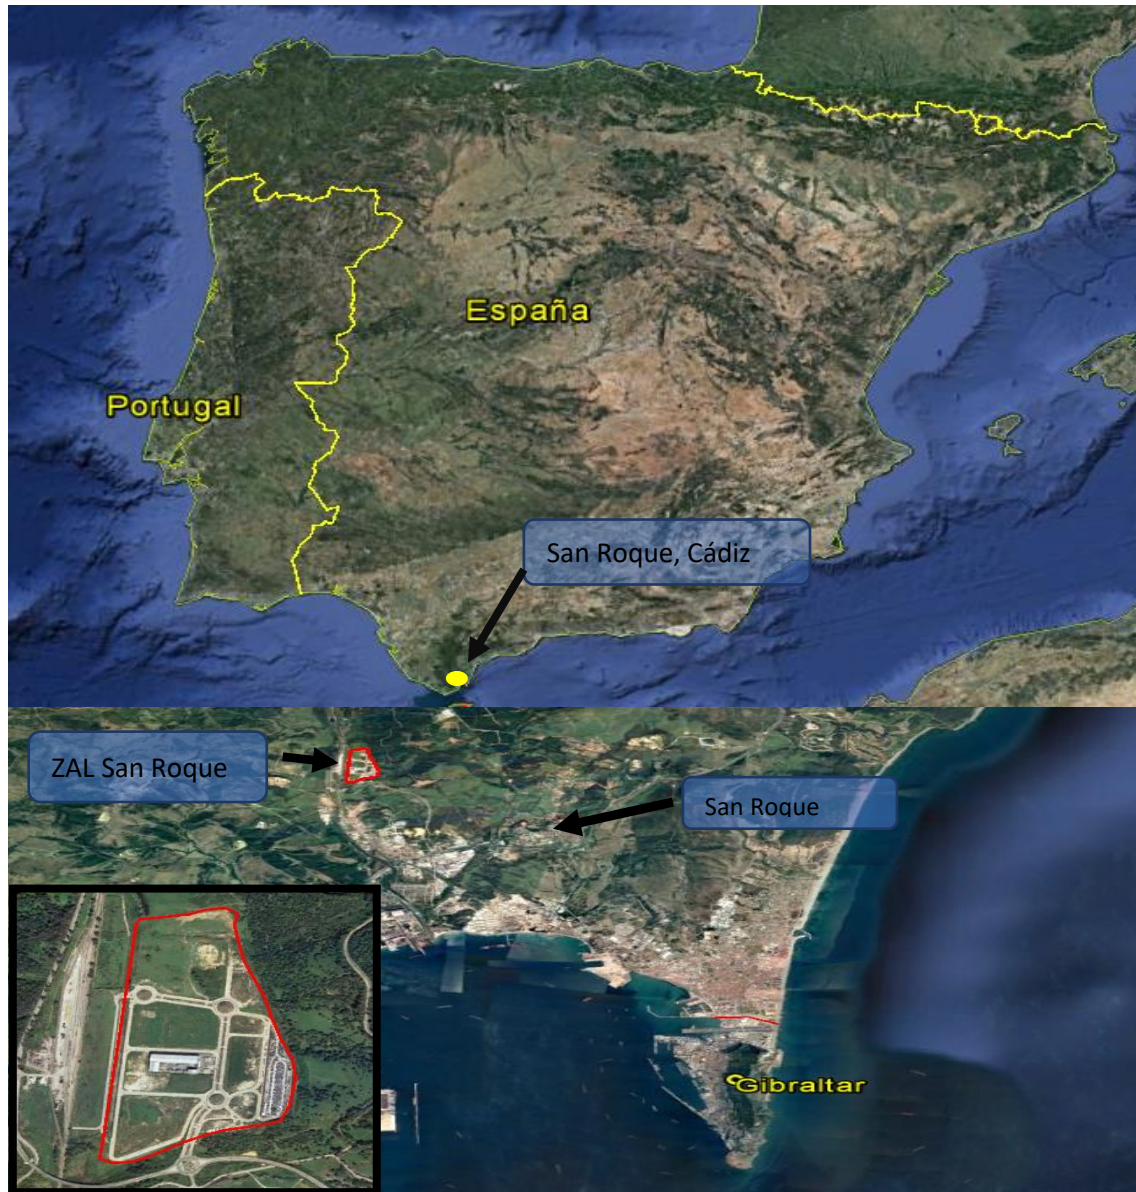 España
Portugal
San Roque, Cádiz
ZAL San Roque
San Roque
Gibraltar